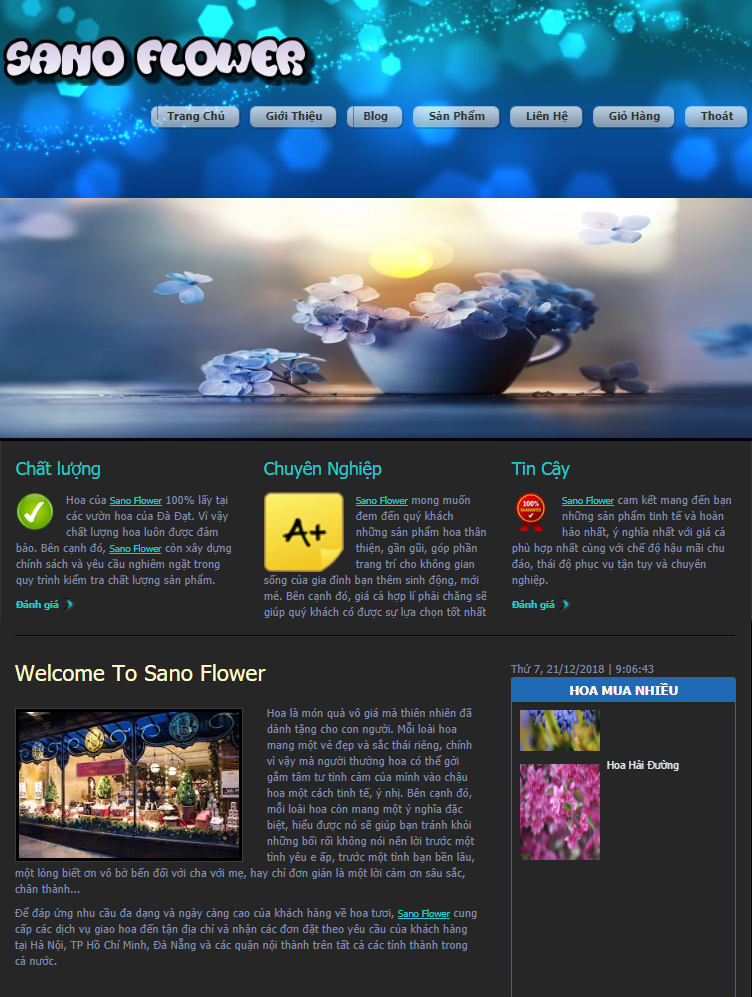 SANO FLOWER
Trang Chủ
Giới Thiệu
Blog
Sản Phẩm
Liên Hệ
Giỏ Hàng
Thoát
Chất lượng
Hoa của Sano Flower 100% lấy tại
các vườn hoa của Đà Đạt. Vì vậy
chất lượng hoa luôn được đảm
bảo. Bên cạnh đó, Sano Flower còn xây dựng
chính sách và yêu cầu nghiêm ngặt trong
quy trình kiểm tra chất lượng sản phẩm.
Đánh giá
Chuyên Nghiệp
A+
Sano Flower mong muốn
đem đến quý khách
những sản phẩm hoa thân
thiện, gần gũi, góp phần
trang trí cho không gian
sống của gia đình bạn thêm sinh động, mới
mẻ. Bên cạnh đó, giá cả hợp lí phải chăng sẽ
giúp quý khách có được sự lựa chọn tốt nhất
Tin Cậy
100%
GUARANTEE
Sano Flower cam kết mang đến bạn
những sản phẩm tinh tế và hoàn
hảo nhất, ý nghĩa nhất với giá cả
phù hợp nhất cùng với chế độ hậu mãi chu
đáo, thái độ phục vụ tận tụy và chuyên
nghiệp.
Đánh giá
Welcome To Sano Flower
Hoa là món quà vô giá mà thiên nhiên đã
dành tặng cho con người. Mỗi loài hoa
mang một vẻ đẹp và sắc thái riêng, chính
vì vậy mà người thưởng hoa có thể gởi
gắm tâm tư tình cảm của mình vào chậu
hoa một cách tinh tế, ý nhị. Bên cạnh đó,
mỗi loài hoa còn mang một ý nghĩa đặc
biệt, hiểu được nó sẽ giúp bạn tránh khỏi
những bối rối không nói nên lời trước một
tình yêu e ấp, trước một tình bạn bền lâu,
một lòng biết ơn vô bờ bến đối với cha với mẹ, hay chỉ đơn giản là một lời cảm ơn sâu sắc,
chân thành...
Để đáp ứng nhu cầu đa dạng và ngày càng cao của khách hàng về hoa tươi, Sano Flower cung
cấp các dịch vụ giao hoa đến tận địa chỉ và nhận các đơn đặt theo yêu cầu của khách hàng
tại Hà Nội, TP Hồ Chí Minh, Đà Nẵng và các quận nội thành trên tất cả các tỉnh thành trong
cả nước.
Thứ 7, 21/12/2018 | 9:06:43
HOA MUA NHIỀU
Hoa Hải Đường